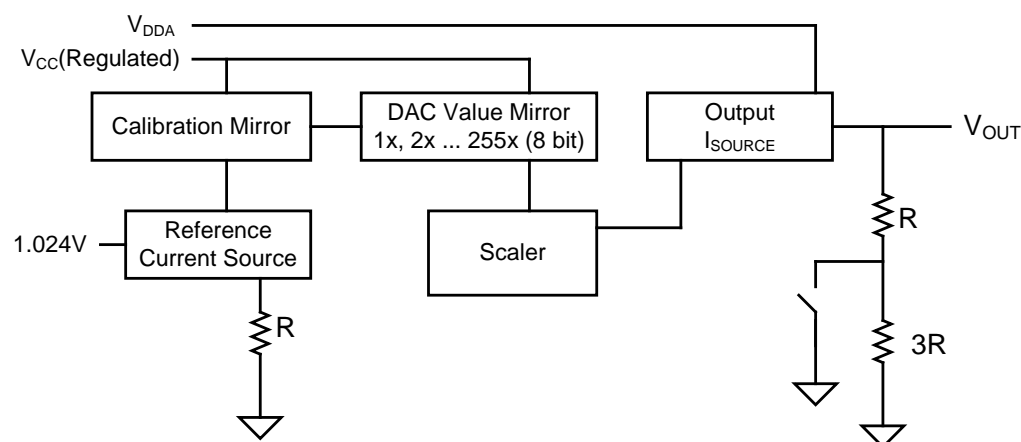 VDDA
VCC(Regulated)
Calibration Mirror
DAC Value Mirror
1x, 2x ... 255x (8 bit)
Output
ISOURCE
VOUT
R
1.024V
Reference
Current Source
Scaler
R
3R